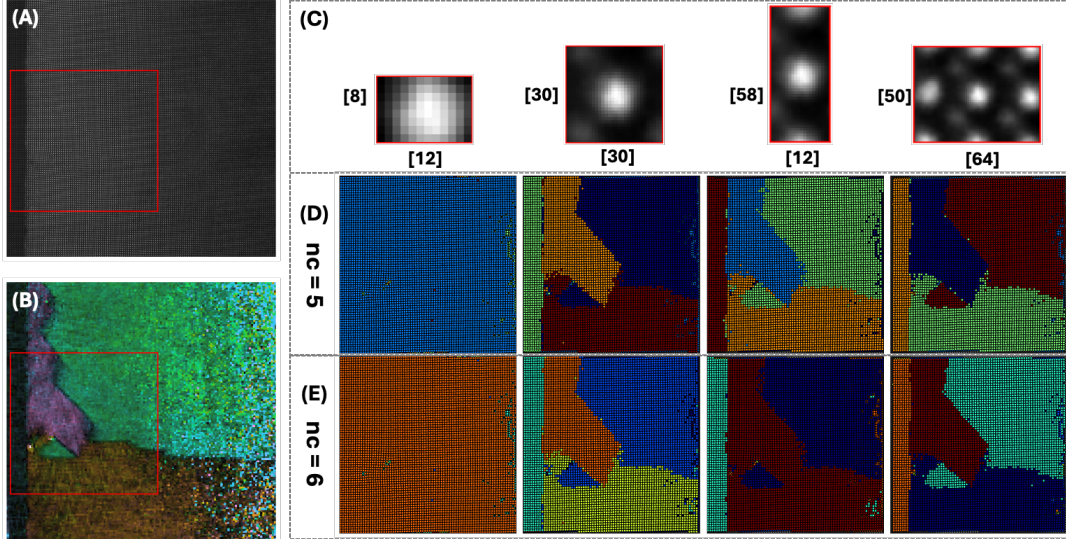 (A)
(B)
(C)
[8]
[12]
[30]
[30]
[58]
[12]
[50]
[64]
(D)
nc = 5
(E)
nc = 6